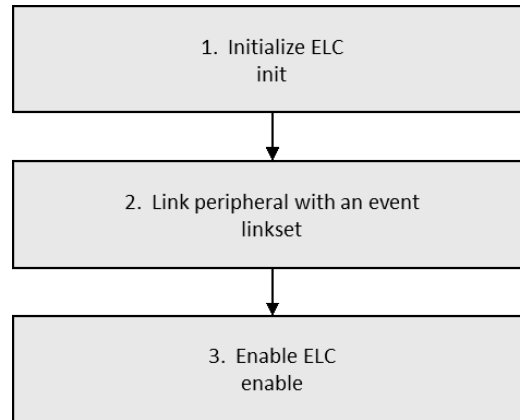 1. Initialize ELC
init
2. Link peripheral with an event
linkset
3. Enable ELC
enable